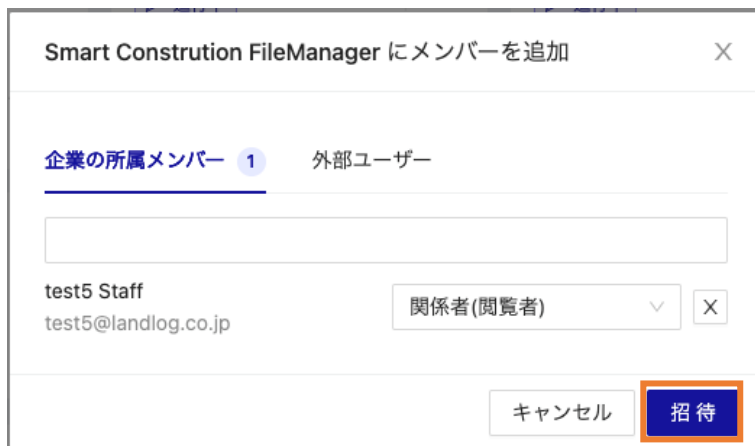 Smart Constrution FileManager にメンバーを追加
X
企業の所属メンバー 1 外部ユーザー
test5 Staff
test5@landlog.co.jp
関係者(閲覧者)
X
キャンセル 招待